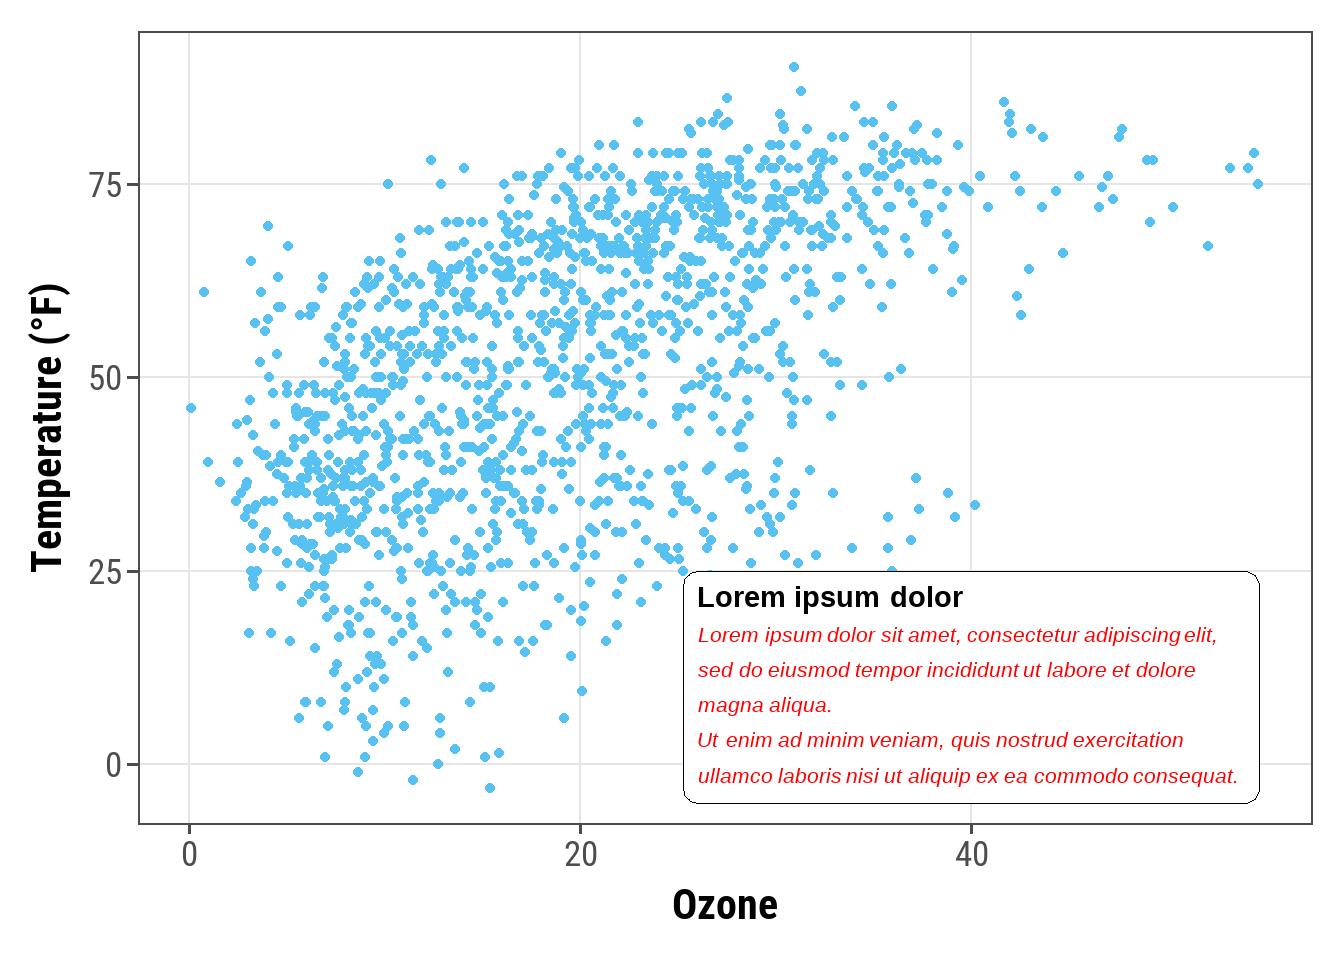 Temperature (°F)
75
50
25
0
Lorem ipsum dolor
Lorem ipsum dolor sit amet, consectetur adipiscing elit,
sed do eiusmod tempor incididunt ut labore et dolore
magna aliqua.
Ut enim ad minim veniam, quis nostrud exercitation
ullamco laboris nisi ut aliquip ex ea commodo consequat.
0 20 40
Ozone